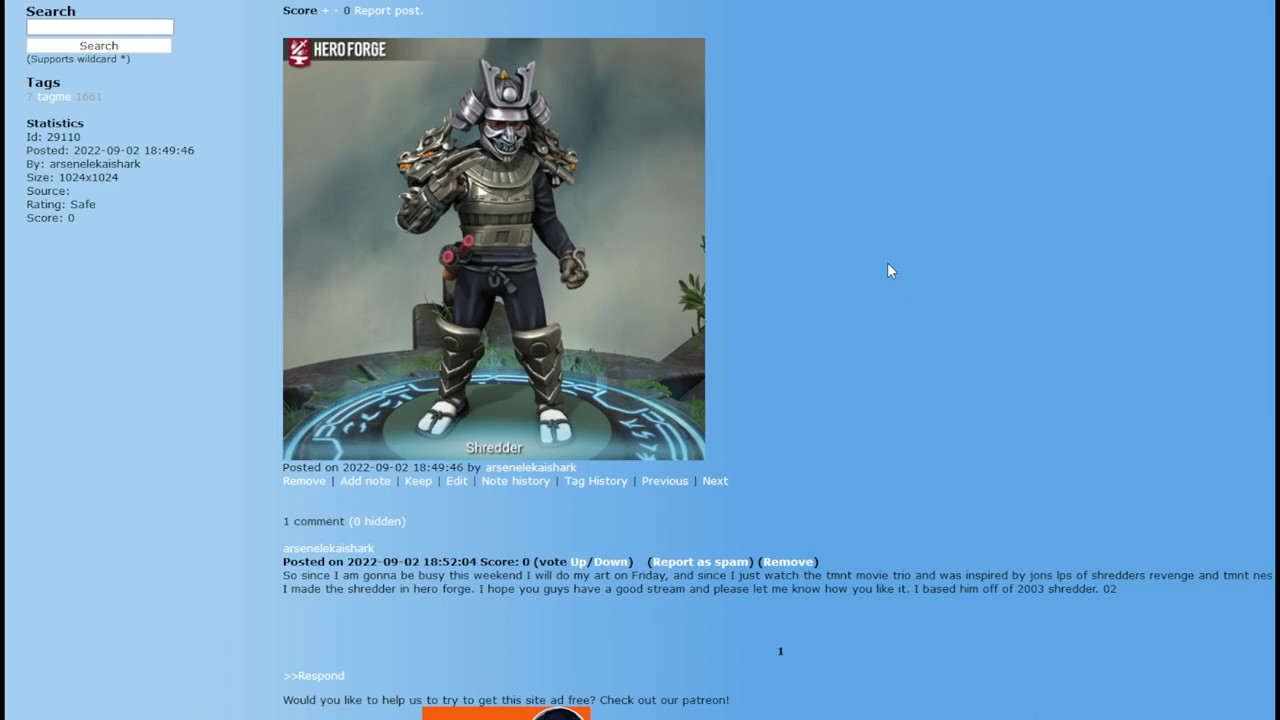 Search
Score + - 0 Report post.
Search
(Supports wildcard *)
Tags
? tagme 1661
Statistics
Id: 29110
Posted: 2022-09-02 18:49:46
By: arsenelekaishark
Size: 1024x1024
Source:
Rating: Safe
Score: 0
HERO FORGE
Shredder
Posted on 2022-09-02 18:49:46 by arsenelekaishark
Remove | Add note | Keep | Edit | Note history | Tag History | Previous | Next
1 comment (0 hidden)
arsenelekaishark
Posted on 2022-09-02 18:52:04 Score: 0 (vote Up/Down) (Report as spam) (Remove)
So since I am gonna be busy this weekend I will do my art on Friday, and since I just watch the tmnt movie trio and was inspired by jons lps of shredders revenge and tmnt nes
I made the shredder in hero forge. I hope you guys have a good stream and please let me know how you like it. I based him off of 2003 shredder. 02
1
>>Respond
Would you like to help us to try to get this site ad free? Check out our patreon!